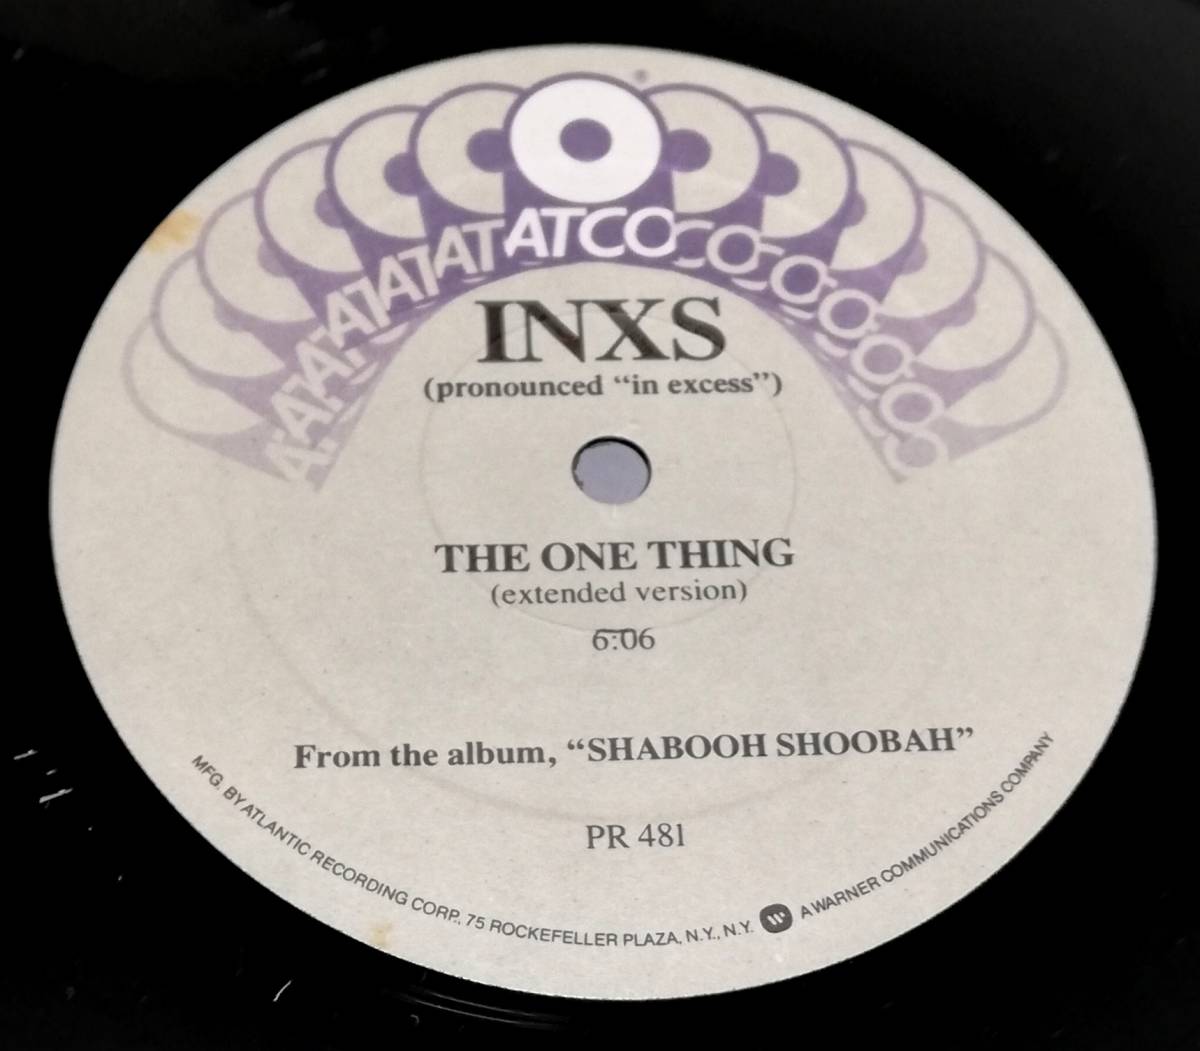 ATCO
INXS
(pronounced “in excess”)
THE ONE THING
(extended version)
6:06
From the album, “SHABOOH SHOOBAH”
PR 481
MFG. BY ATLANTIC RECORDING CORP., 75 ROCKEFELLER PLAZA, N.Y., N.Y. W A WARNER COMMUNICATIONS COMPANY